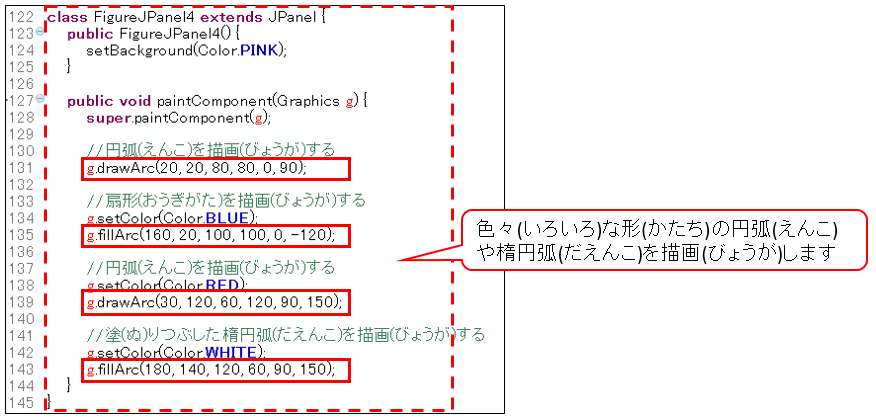 122 class FigureJPanel4 extends JPanel {
123 public FigureJPanel4() {
124 setBackground(Color.PINK);
125 }
126
127 public void paintComponent(Graphics g) {
128 super.paintComponent(g);
129
130 //円弧(えんこ)を描画(びょうが)する
131 g.drawArc(20, 20, 80, 80, 0, 90);
132
133 //扇形(おうぎがた)を描画(びょうが)する
134 g.setColor(Color.BLUE);
135 g.fillArc(160, 20, 100, 100, 0, -120);
136
137 //円弧(えんこ)を描画(びょうが)する
138 g.setColor(Color.RED);
139 g.drawArc(30, 120, 60, 120, 90, 150);
140
141 //塗(ぬ)りつぶした楕円弧(だえんこ)を描画(びょうが)する
142 g.setColor(Color.WHITE);
143 g.fillArc(180, 140, 120, 60, 90, 150);
144 }
145 }
色々(いろいろ)な形(かたち)の円弧(えんこ)
や楕円弧(だえんこ)を描画(びょうが)します